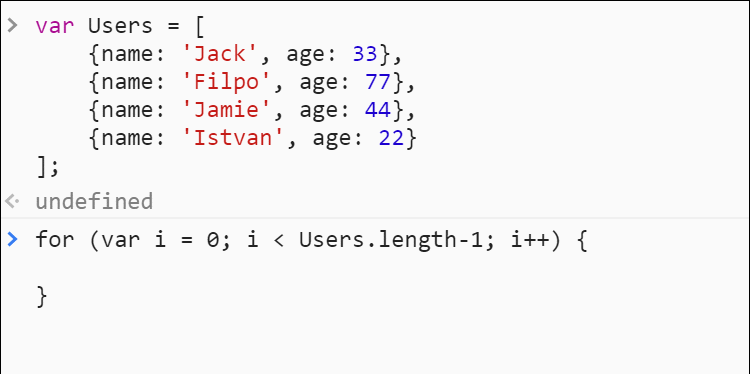 > var Users = [
{name: 'Jack', age: 33},
{name: 'Filpo', age: 77},
{name: 'Jamie', age: 44},
{name: 'Istvan', age: 22}
];
undefined
> for (var i = 0; i < Users.length-1; i++) {
}